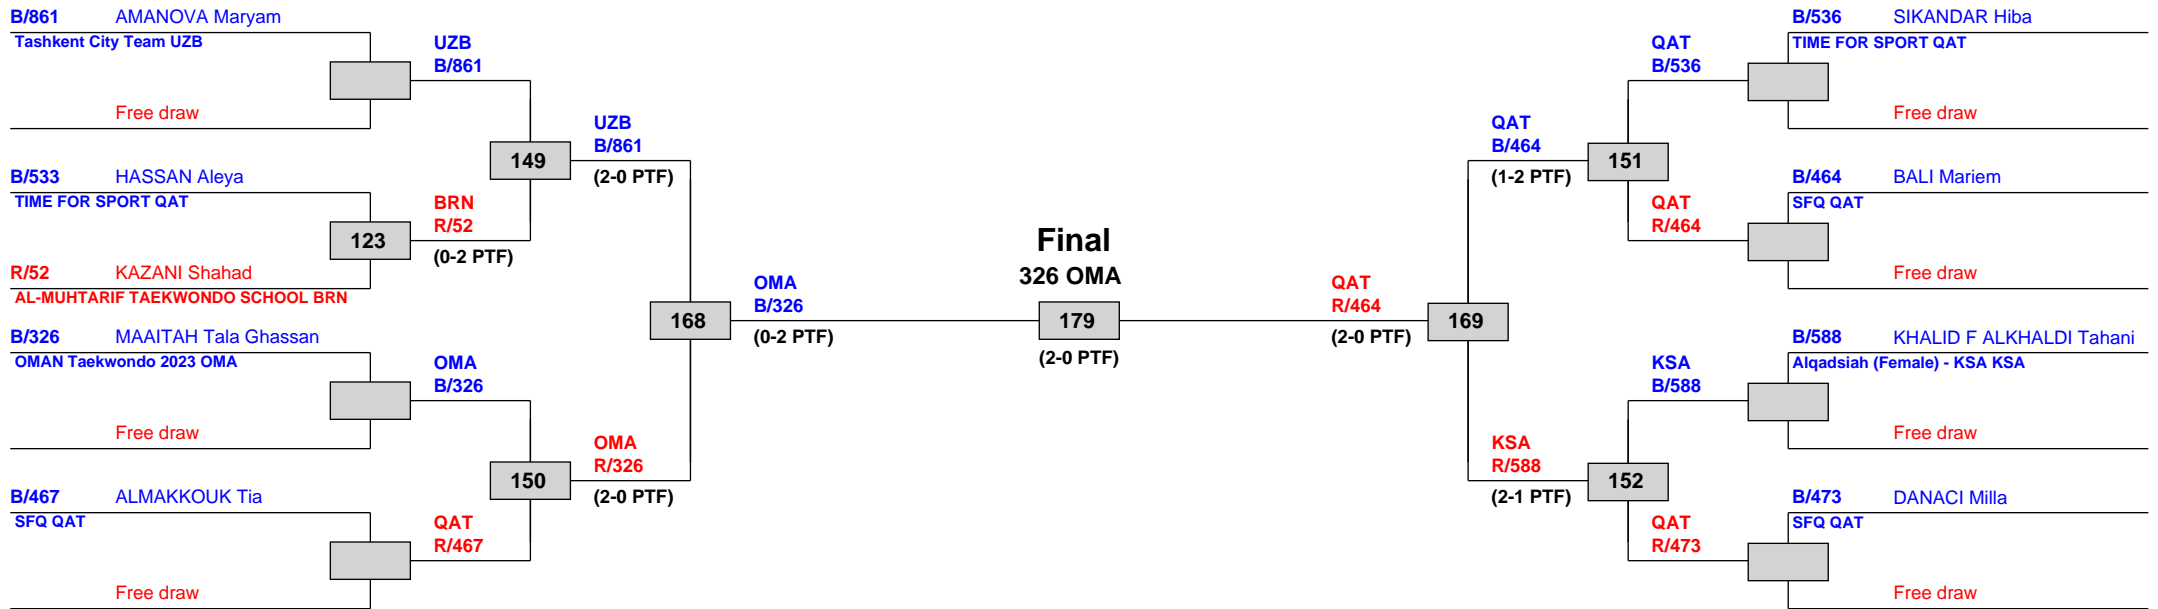 B/861 AMANOVA Maryam
Tashkent City Team UZB
Free draw
UZB
B/861
B/533 HASSAN Aleya
TIME FOR SPORT QAT
R/52 KAZANI Shahad
AL-MUHTARIF TAEKWONDO SCHOOL BRN
123
BRN
R/52
(0-2 PTF)
149
UZB
B/861
(2-0 PTF)
B/326 MAAITAH Tala Ghassan
OMAN Taekwondo 2023 OMA
Free draw
OMA
B/326
B/467 ALMAKKOUK Tia
SFQ QAT
Free draw
QAT
R/467
150
OMA
R/326
(2-0 PTF)
168
OMA
B/326
(0-2 PTF)
Final
326 OMA
179
(2-0 PTF)
QAT
R/464
(2-0 PTF)
169
QAT
B/464
(1-2 PTF)
151
QAT
B/536
B/536 SIKANDAR Hiba
TIME FOR SPORT QAT
Free draw
QAT
R/464
B/464 BALI Mariem
SFQ QAT
Free draw
KSA
R/588
(2-1 PTF)
152
KSA
B/588
B/588 KHALID F ALKHALDI Tahani
Alqadsiah (Female) - KSA KSA
Free draw
QAT
R/473
B/473 DANACI Milla
SFQ QAT
Free draw